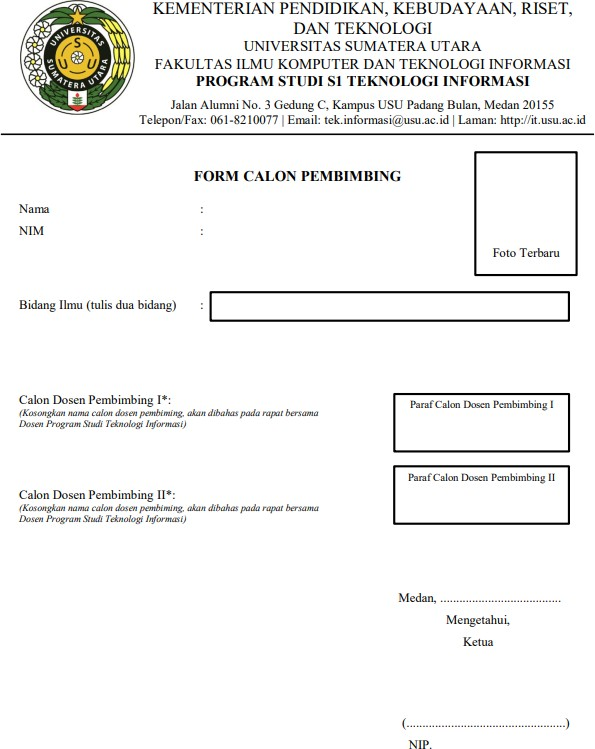 KEMENTERIAN PENDIDIKAN, KEBUDAYAAN, RISET,
DAN TEKNOLOGI
UNIVERSITAS SUMATERA UTARA
FAKULTAS ILMU KOMPUTER DAN TEKNOLOGI INFORMASI
PROGRAM STUDI S1 TEKNOLOGI INFORMASI
Jalan Alumni No. 3 Gedung C, Kampus USU Padang Bulan, Medan 20155
Telepon/Fax: 061-8210077 | Email: tek.informasi@usu.ac.id | Laman: http://it.usu.ac.id
UNIVERSITAS
SUMATERA UTARA
USU
FORM CALON PEMBIMBING
Nama :
NIM :
Foto Terbaru
Bidang Ilmu (tulis dua bidang) :
Calon Dosen Pembimbing I*:
(Kosongkan nama calon dosen pembiming, akan dibahas pada rapat bersama
Dosen Program Studi Teknologi Informasi)
Paraf Calon Dosen Pembimbing I
Calon Dosen Pembimbing II*:
(Kosongkan nama calon dosen pembiming, akan dibahas pada rapat bersama
Dosen Program Studi Teknologi Informasi)
Paraf Calon Dosen Pembimbing II
Medan, ......................................
Mengetahui,
Ketua
(..................................................)
NIP.